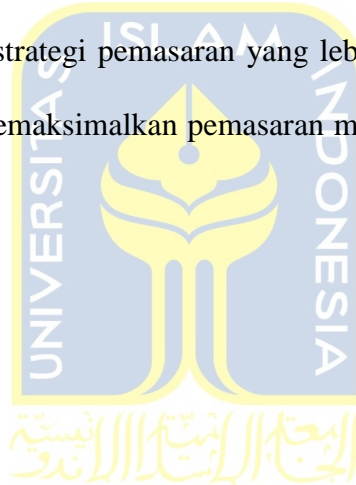 strategi pemasaran yang leb
emaksimalkan pemasaran m
UNIVERSITAS ISLAM INDONESIA